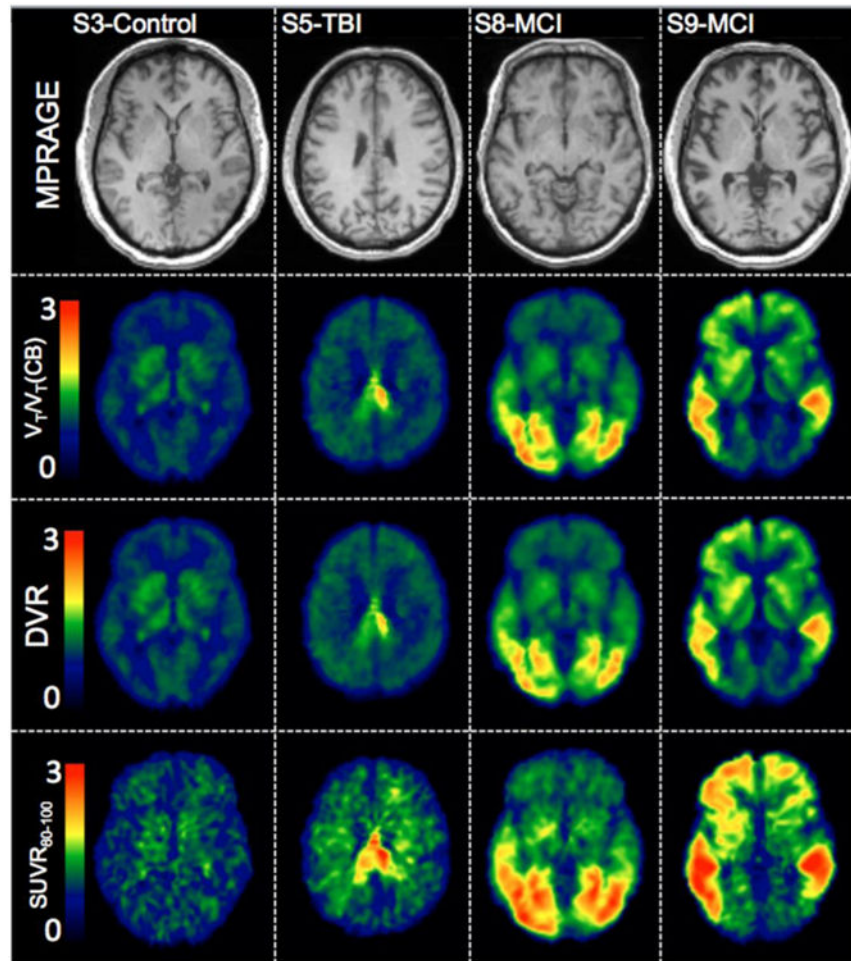 S3-Control S5-TBI S8-MCI S9-MCI
MPRAGE
3
V_T/V_T(CB)
0
3
DVR
0
3
SUVR_80-100
0